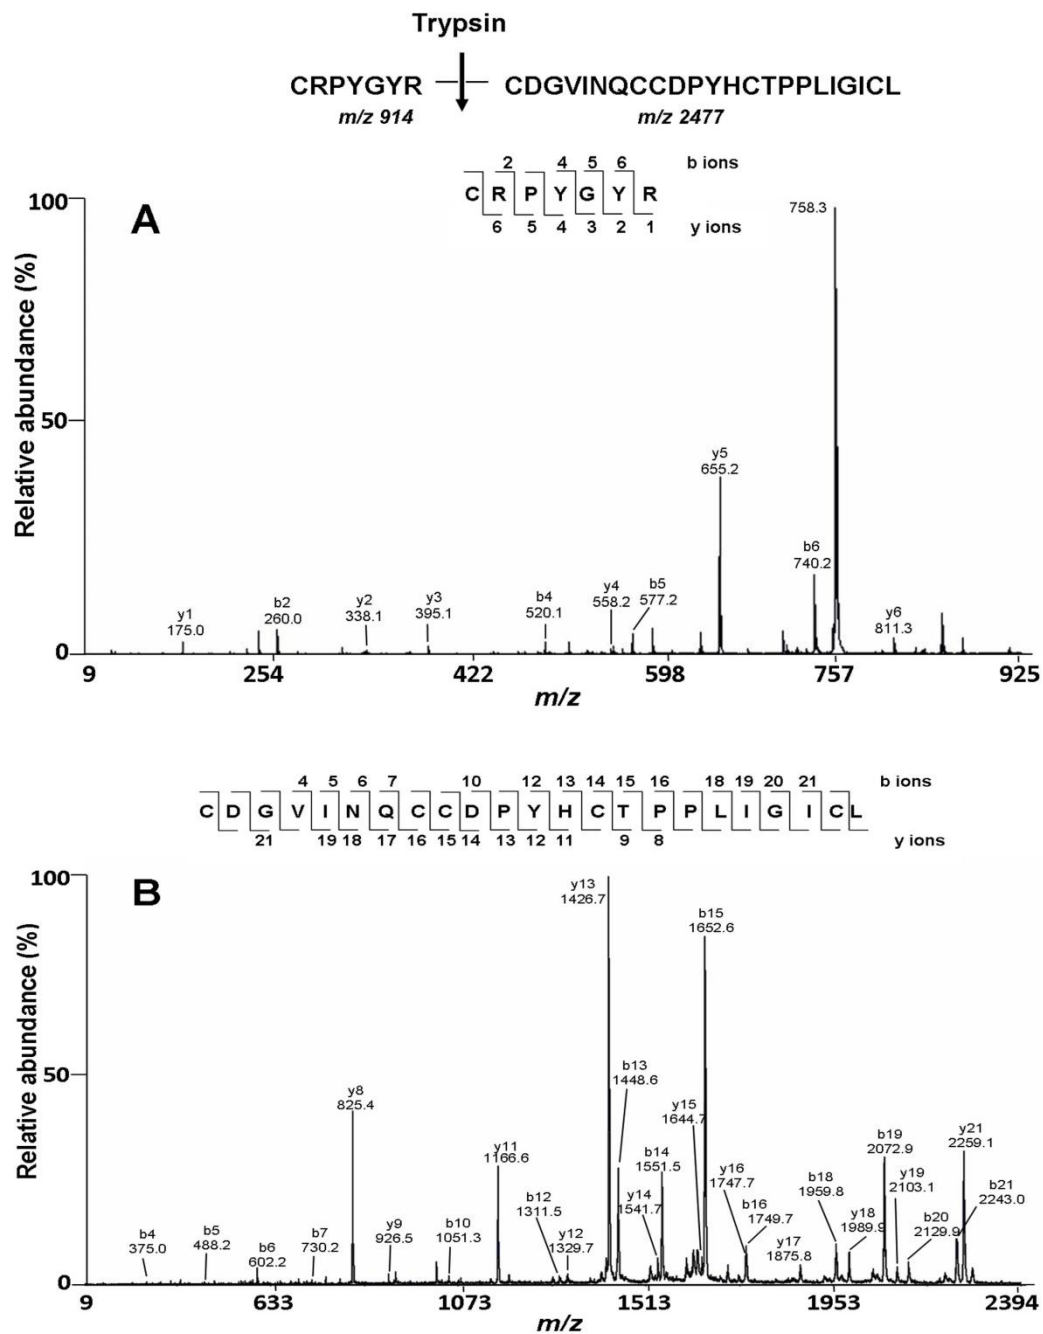 Trypsin
CRPYGYR CDGVINQCCDPYHCTPPLIGICL
m/z 914 m/z 2477
2 4 5 6 b ions
C R P Y G Y R
6 5 4 3 2 1 y ions
A
Relative abundance (%)
100
50
0
758.3
y5
655.2
b6
740.2
y1
175.0
b2
260.0
y2
338.1
y3
395.1
b4
520.1
y4
558.2
b5
577.2
y6
811.3
9 254 422 598 757 925
m/z
4 5 6 7 10 12 13 14 15 16 18 19 20 21 b ions
C D G V I N Q C C D P Y H C T P P L I G I C L
21 19 18 17 16 15 14 13 12 11 9 8 y ions
B
Relative abundance (%)
100
50
0
y13
1426.7
b15
1652.6
y8
825.4
b13
1448.6
y11
1166.6
y15
1644.7
b14
1551.5
b12
1311.5
y14
1541.7
y16
1747.7
b18
1959.8
b19
2072.9
y19
2103.1
y21
2259.1
b21
2243.0
b4
375.0
b5
488.2
b6
602.2
b7
730.2
y9
926.5
b10
1051.3
y12
1329.7
b16
1749.7
y17
1875.8
y18
1989.9
b20
2129.9
9 633 1073 1513 1953 2394
m/z